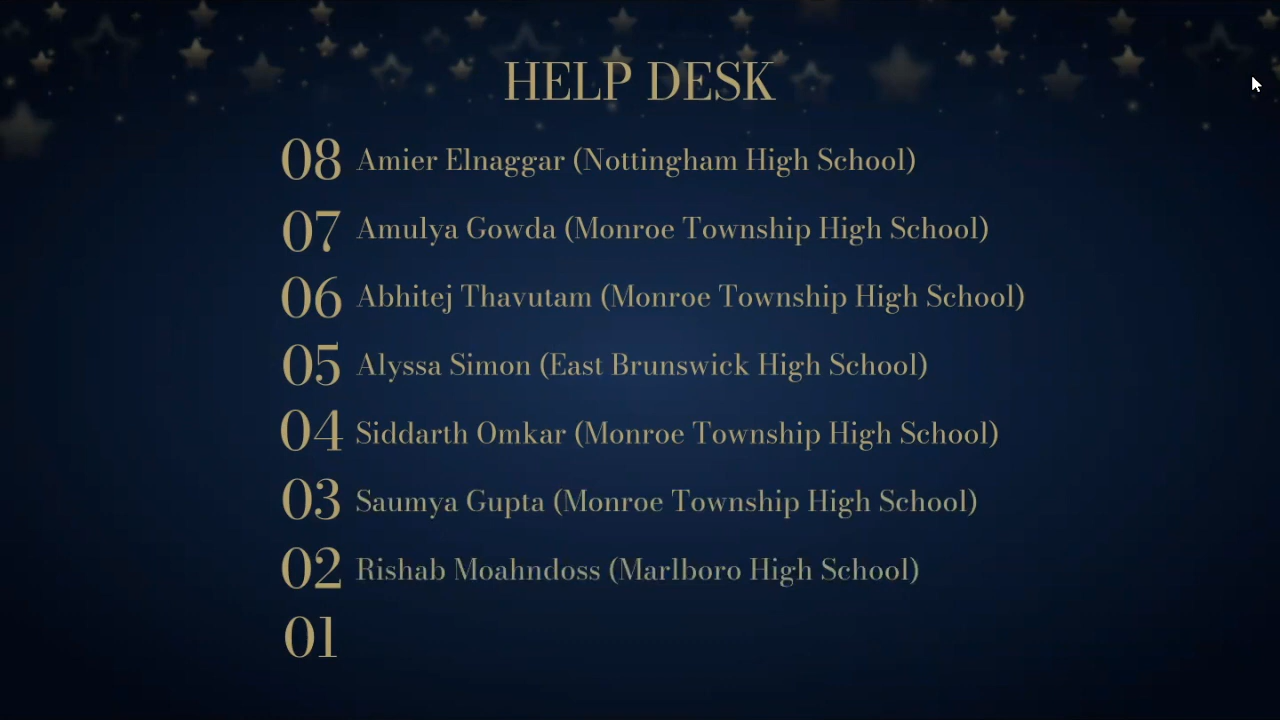 HELP DESK
08 Amier Elnaggar (Nottingham High School)
07 Amulya Gowda (Monroe Township High School)
06 Abhitej Thavutam (Monroe Township High School)
05 Alyssa Simon (East Brunswick High School)
04 Siddarth Omkar (Monroe Township High School)
03 Saumya Gupta (Monroe Township High School)
02 Rishab Moahndoss (Marlboro High School)
01